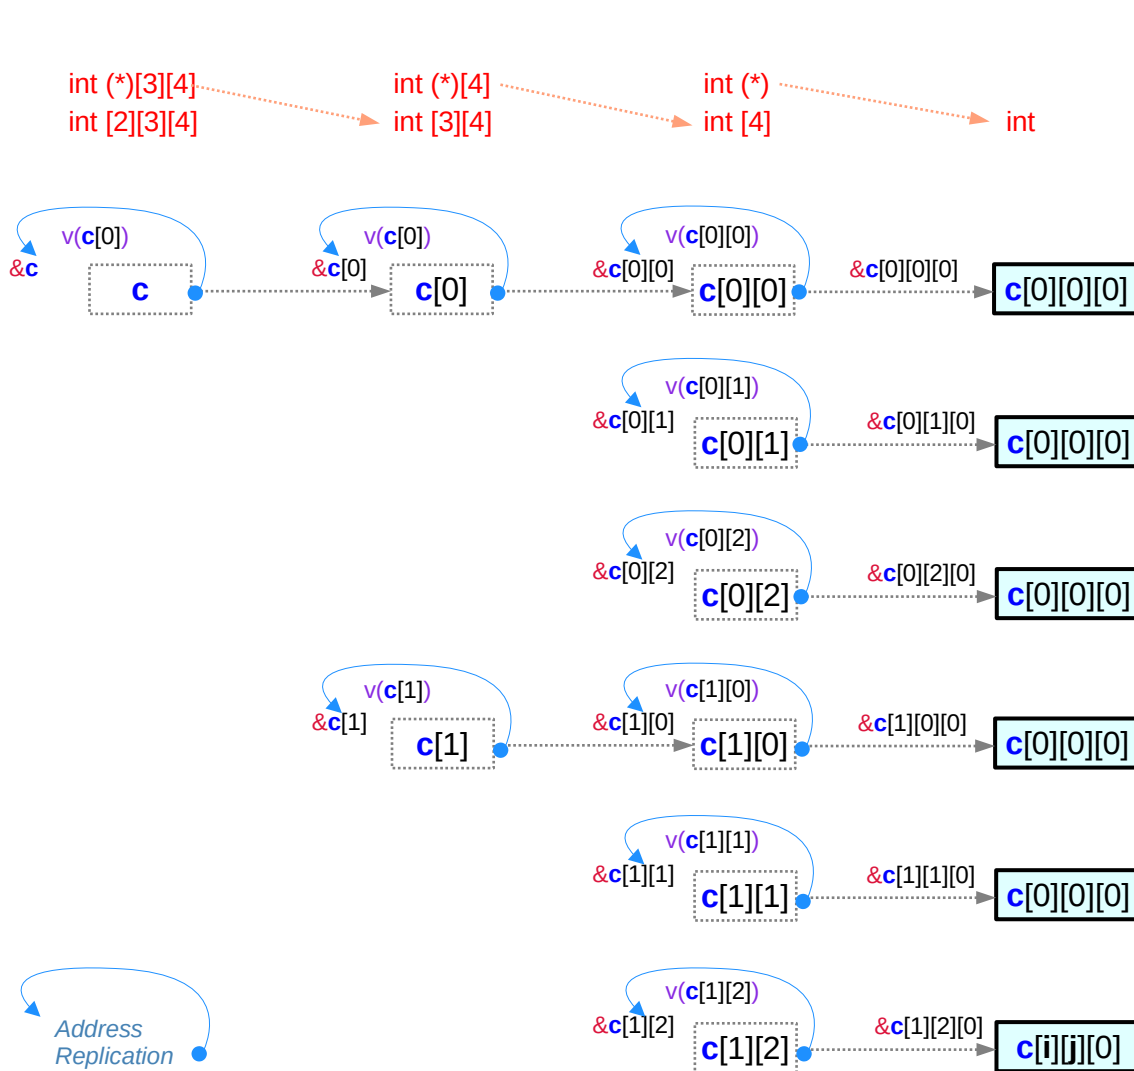 int (*)[3][4] int (*)[4] int (*)
int [2][3][4] int [3][4] int [4] int
v(c[0]) v(c[0]) v(c[0][0])
&c &c[0] &c[0][0] &c[0][0][0]
c c[0] c[0][0] c[0][0][0]
v(c[0][1])
&c[0][1] &c[0][1][0]
c[0][1] c[0][0][0]
v(c[0][2])
&c[0][2] &c[0][2][0]
c[0][2] c[0][0][0]
v(c[1]) v(c[1][0])
&c[1] &c[1][0] &c[1][0][0]
c[1] c[1][0] c[0][0][0]
v(c[1][1])
&c[1][1] &c[1][1][0]
c[1][1] c[0][0][0]
v(c[1][2])
&c[1][2] &c[1][2][0]
c[1][2] c[i][j][0]
Address
Replication